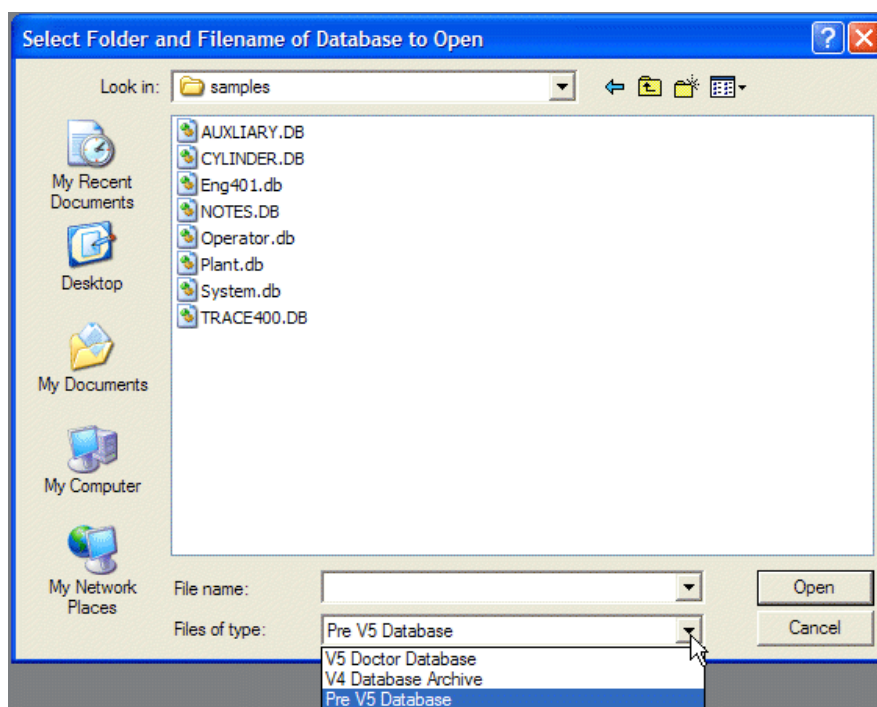 Select Folder and Filename of Database to Open
Look in:
samples
My Recent
Documents
Desktop
My Documents
My Computer
My Network
Places
AUXLIARY.DB
CYLINDER.DB
Eng401.db
NOTES.DB
Operator.db
Plant.db
System.db
TRACE400.DB
File name:
Open
Files of type:
Pre V5 Database
Cancel
V5 Doctor Database
V4 Database Archive
Pre V5 Database